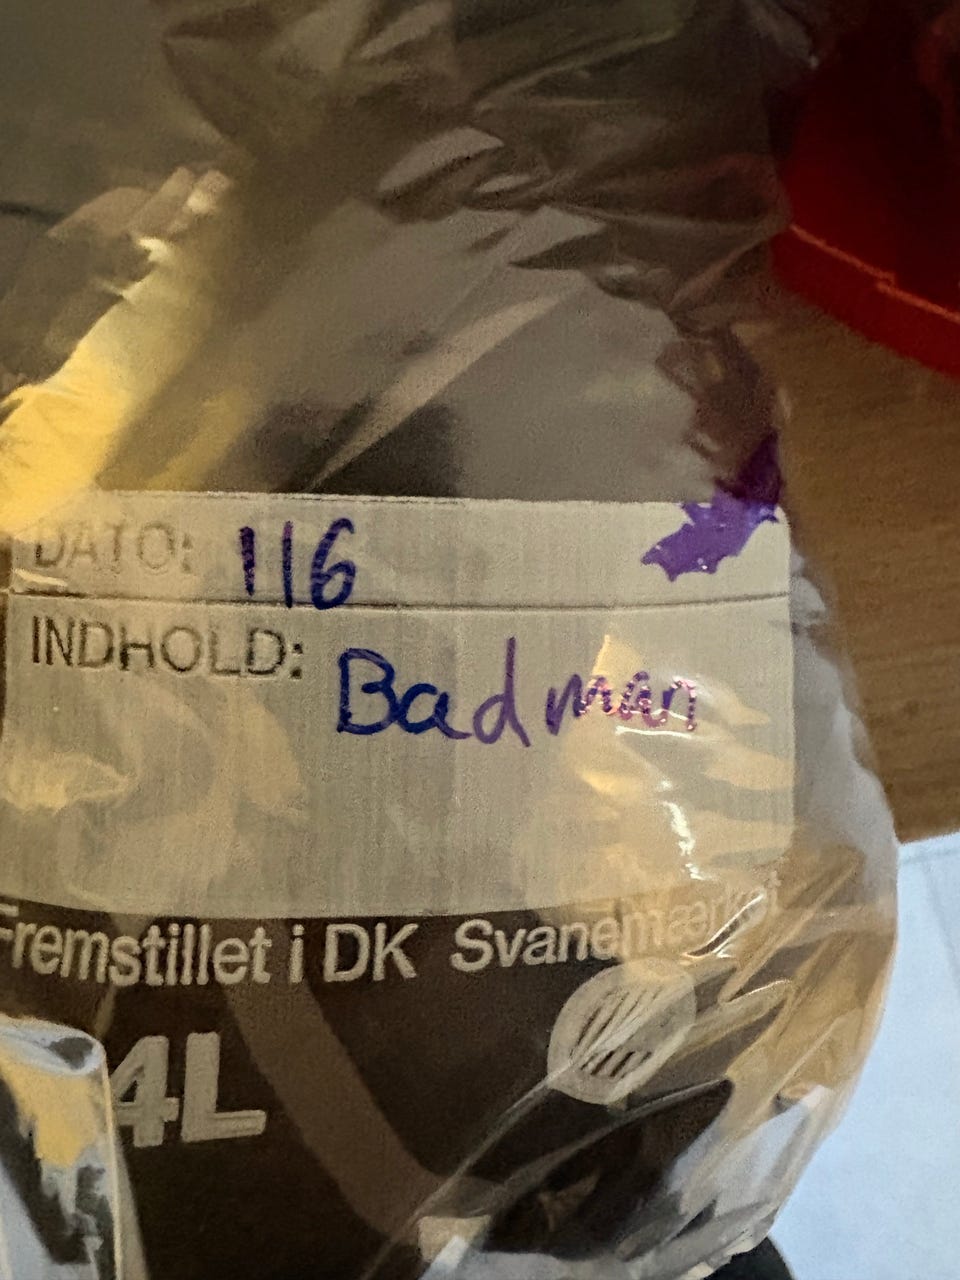 DATO: 116
INDHOLD: Badman
Fremstillet i DK Svanemærket
4L